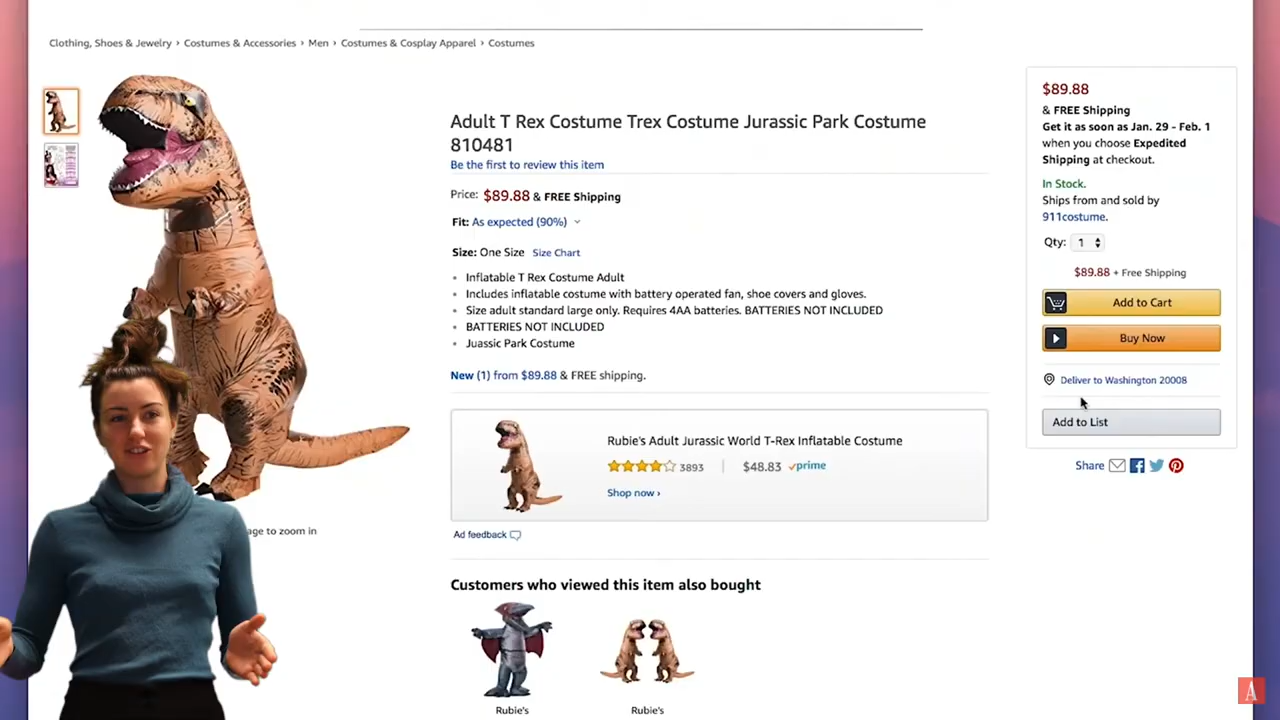 Clothing, Shoes & Jewelry › Costumes & Accessories › Men › Costumes & Cosplay Apparel › Costumes
Adult T Rex Costume Trex Costume Jurassic Park Costume
810481
Be the first to review this item
Price: $89.88 & FREE Shipping
Fit: As expected (90%)
Size: One Size Size Chart
Inflatable T Rex Costume Adult
Includes inflatable costume with battery operated fan, shoe covers and gloves.
Size adult standard large only. Requires 4AA batteries. BATTERIES NOT INCLUDED
BATTERIES NOT INCLUDED
Juassic Park Costume
New (1) from $89.88 & FREE shipping.
Rubie's Adult Jurassic World T-Rex Inflatable Costume
3893 $48.83 prime
Shop now ›
Ad feedback
age to zoom in
Customers who viewed this item also bought
Rubie's
Rubie's
$89.88
& FREE Shipping
Get it as soon as Jan. 29 - Feb. 1
when you choose Expedited
Shipping at checkout.
In Stock.
Ships from and sold by
911costume.
Qty: 1
$89.88 + Free Shipping
Add to Cart
Buy Now
Deliver to Washington 20008
Add to List
Share
A